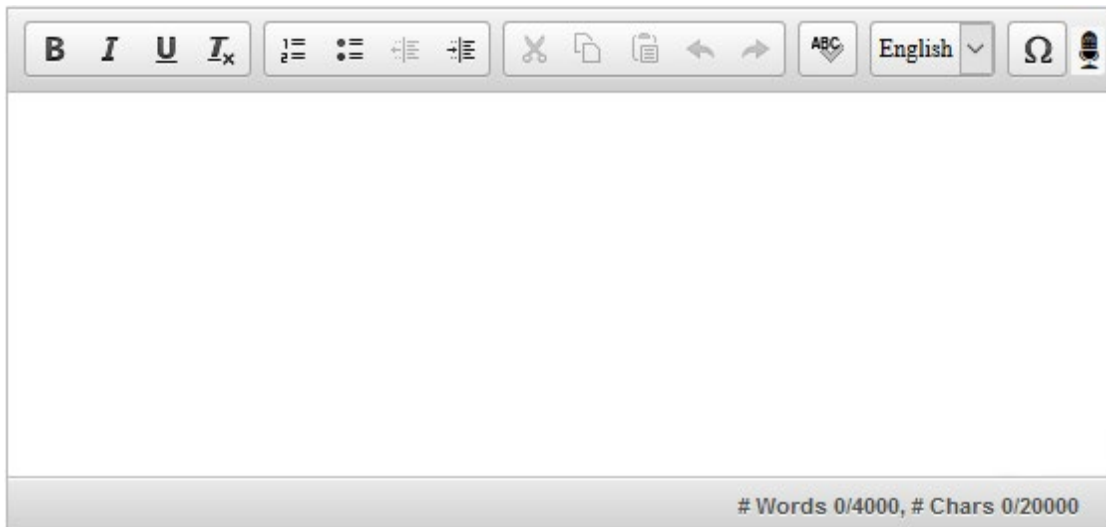 B I U Tx ABC English Ω
# Words 0/4000, # Chars 0/20000